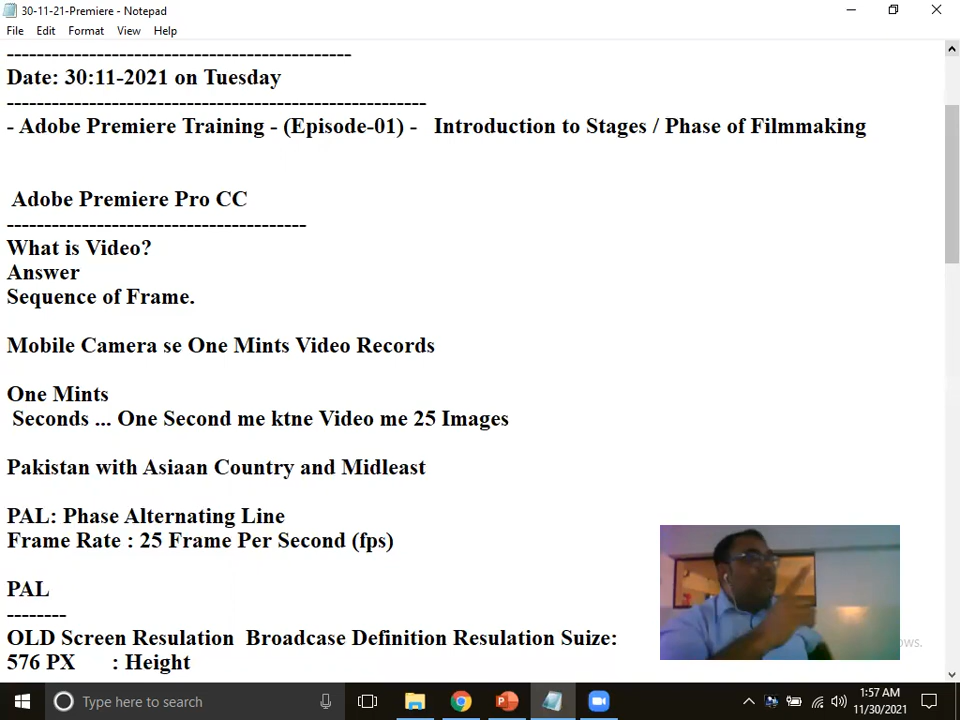 30-11-21-Premiere - Notepad
File Edit Format View Help
----------------------------------------------
Date: 30:11-2021 on Tuesday
--------------------------------------------------------
- Adobe Premiere Training - (Episode-01) - Introduction to Stages / Phase of Filmmaking
Adobe Premiere Pro CC
----------------------------------------
What is Video?
Answer
Sequence of Frame.
Mobile Camera se One Mints Video Records
One Mints
Seconds ... One Second me ktne Video me 25 Images
Pakistan with Asiaan Country and Midleast
PAL: Phase Alternating Line
Frame Rate : 25 Frame Per Second (fps)
PAL
--------
OLD Screen Resulation Broadcase Definition Resulation Suize:
576 PX : Height
ows.
Type here to search
1:57 AM
11/30/2021